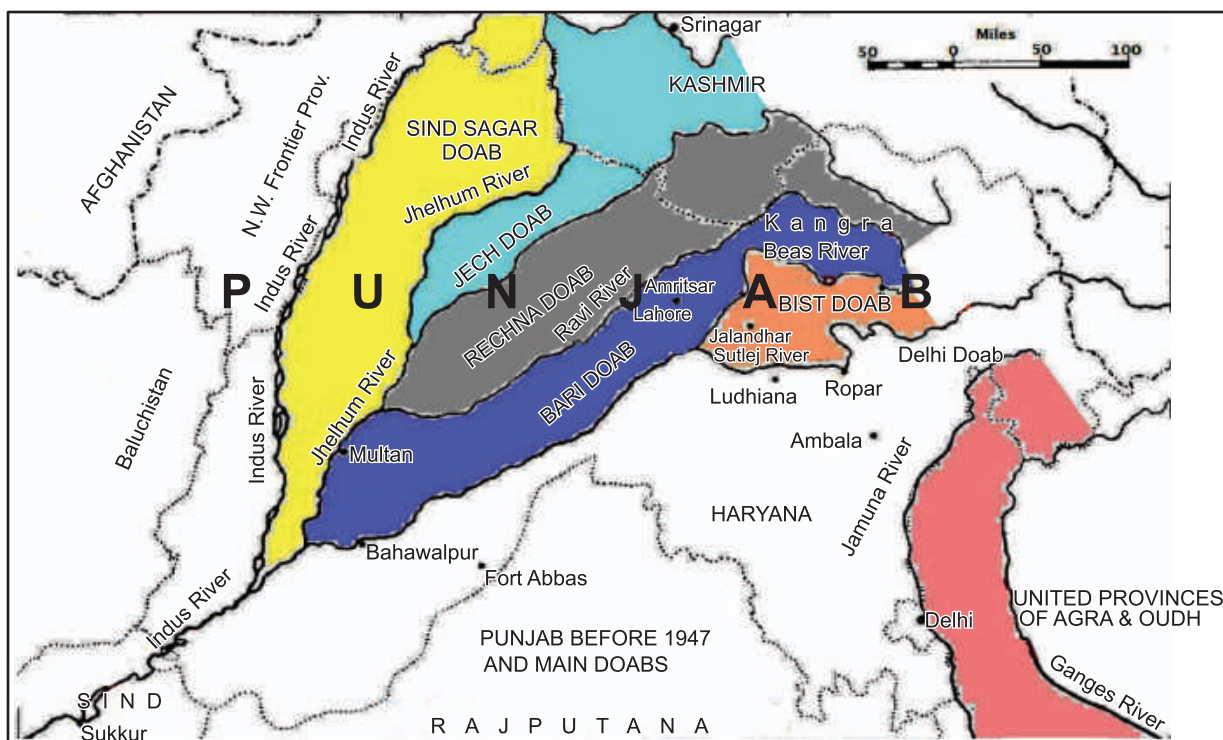 Srinagar
Miles
50 0 50 100
KASHMIR
AFGHANISTAN
N.W. Frontier Prov.
Indus River
SIND SAGAR
DOAB
Jhelhum River
JECH DOAB
Kangra
Beas River
Indus River
P U N J A B
RECHNA DOAB
Ravi River
Amritsar
Lahore
BIST DOAB
Jalandhar
Sutlej River
Delhi Doab
BARI DOAB
Ludhiana
Ropar
Baluchistan
Indus River
Jhelhum River
Multan
Ambala
Jamuna River
HARYANA
Bahawalpur
Fort Abbas
Indus River
Delhi
UNITED PROVINCES
OF AGRA & OUDH
PUNJAB BEFORE 1947
AND MAIN DOABS
Ganges River
SIND
Sukkur
RAJPUTANA